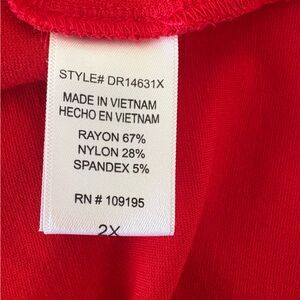 STYLE# DR14631X
MADE IN VIETNAM
HECHO EN VIETNAM
RAYON 67%
NYLON 28%
SPANDEX 5%
RN # 109195
2X